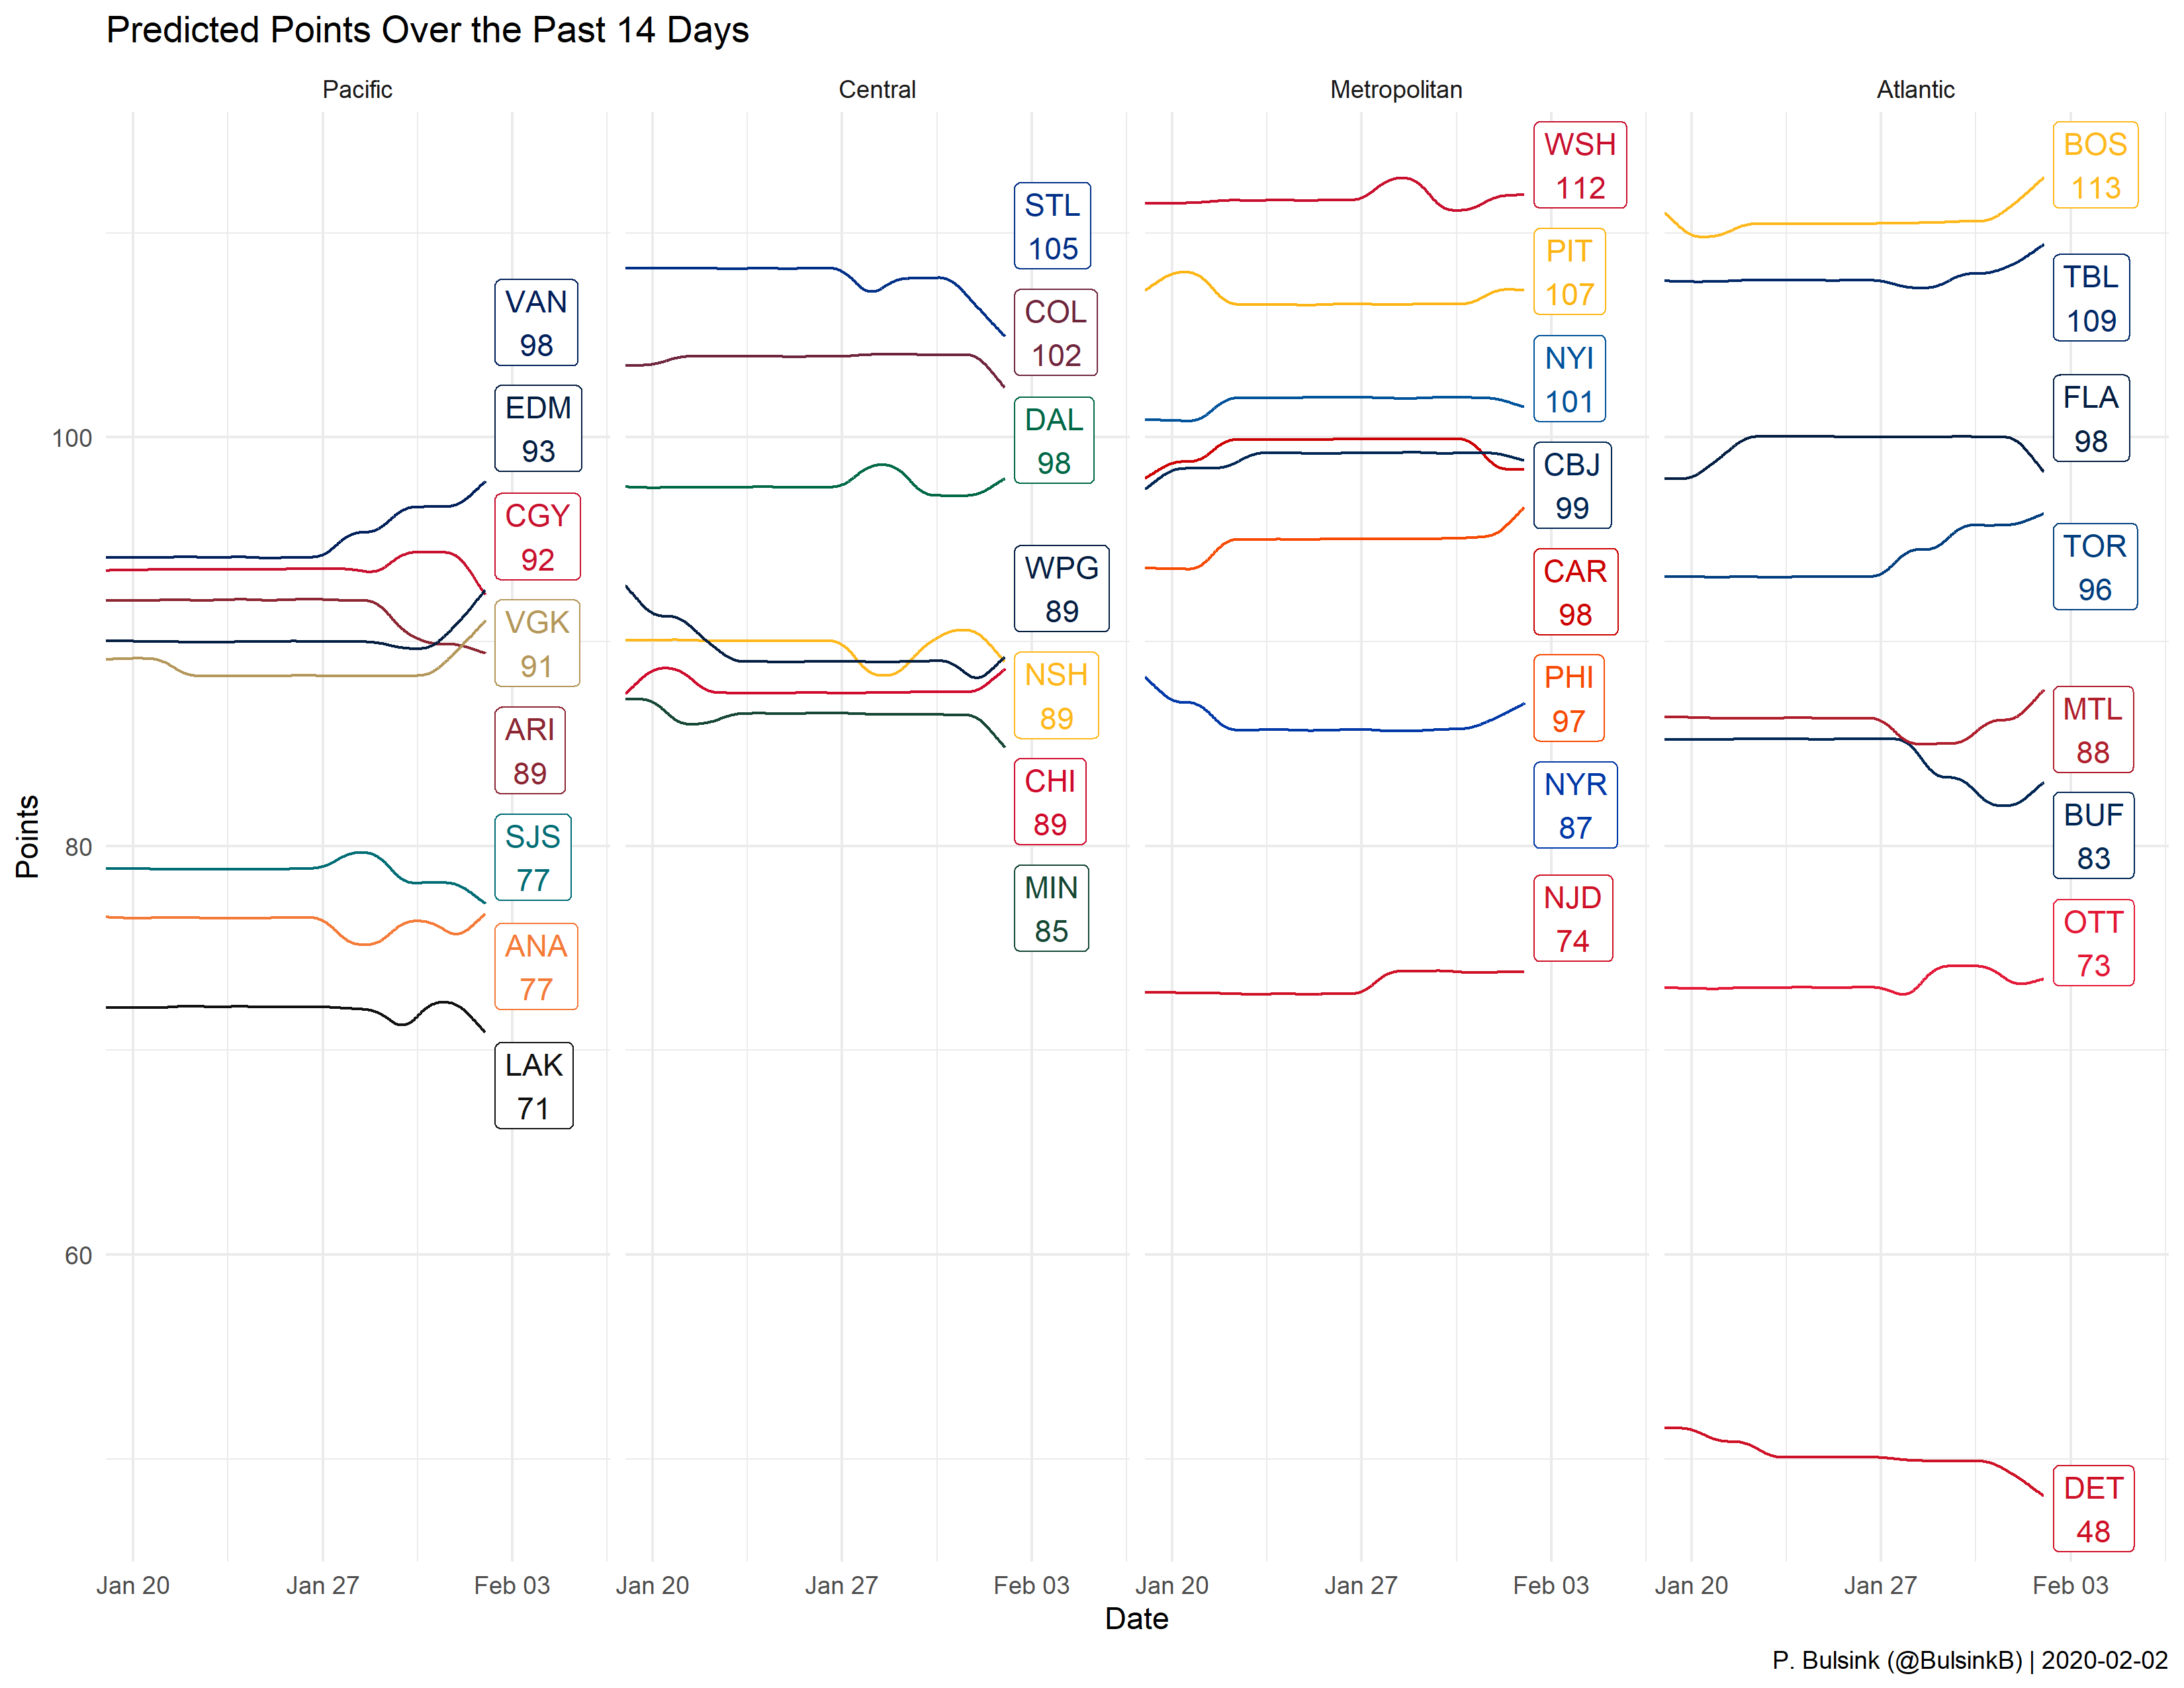 Predicted Points Over the Past 14 Days
Pacific
Central
Metropolitan
Atlantic
Points
100
80
60
VAN
98
EDM
93
CGY
92
VGK
91
ARI
89
SJS
77
ANA
77
LAK
71
STL
105
COL
102
DAL
98
WPG
89
NSH
89
CHI
89
MIN
85
WSH
112
PIT
107
NYI
101
CBJ
99
CAR
98
PHI
97
NYR
87
NJD
74
BOS
113
TBL
109
FLA
98
TOR
96
MTL
88
BUF
83
OTT
73
DET
48
Jan 20 Jan 27 Feb 03 Jan 20 Jan 27 Feb 03 Jan 20 Jan 27 Feb 03 Jan 20 Jan 27 Feb 03
Date
P. Bulsink (@BulsinkB) | 2020-02-02